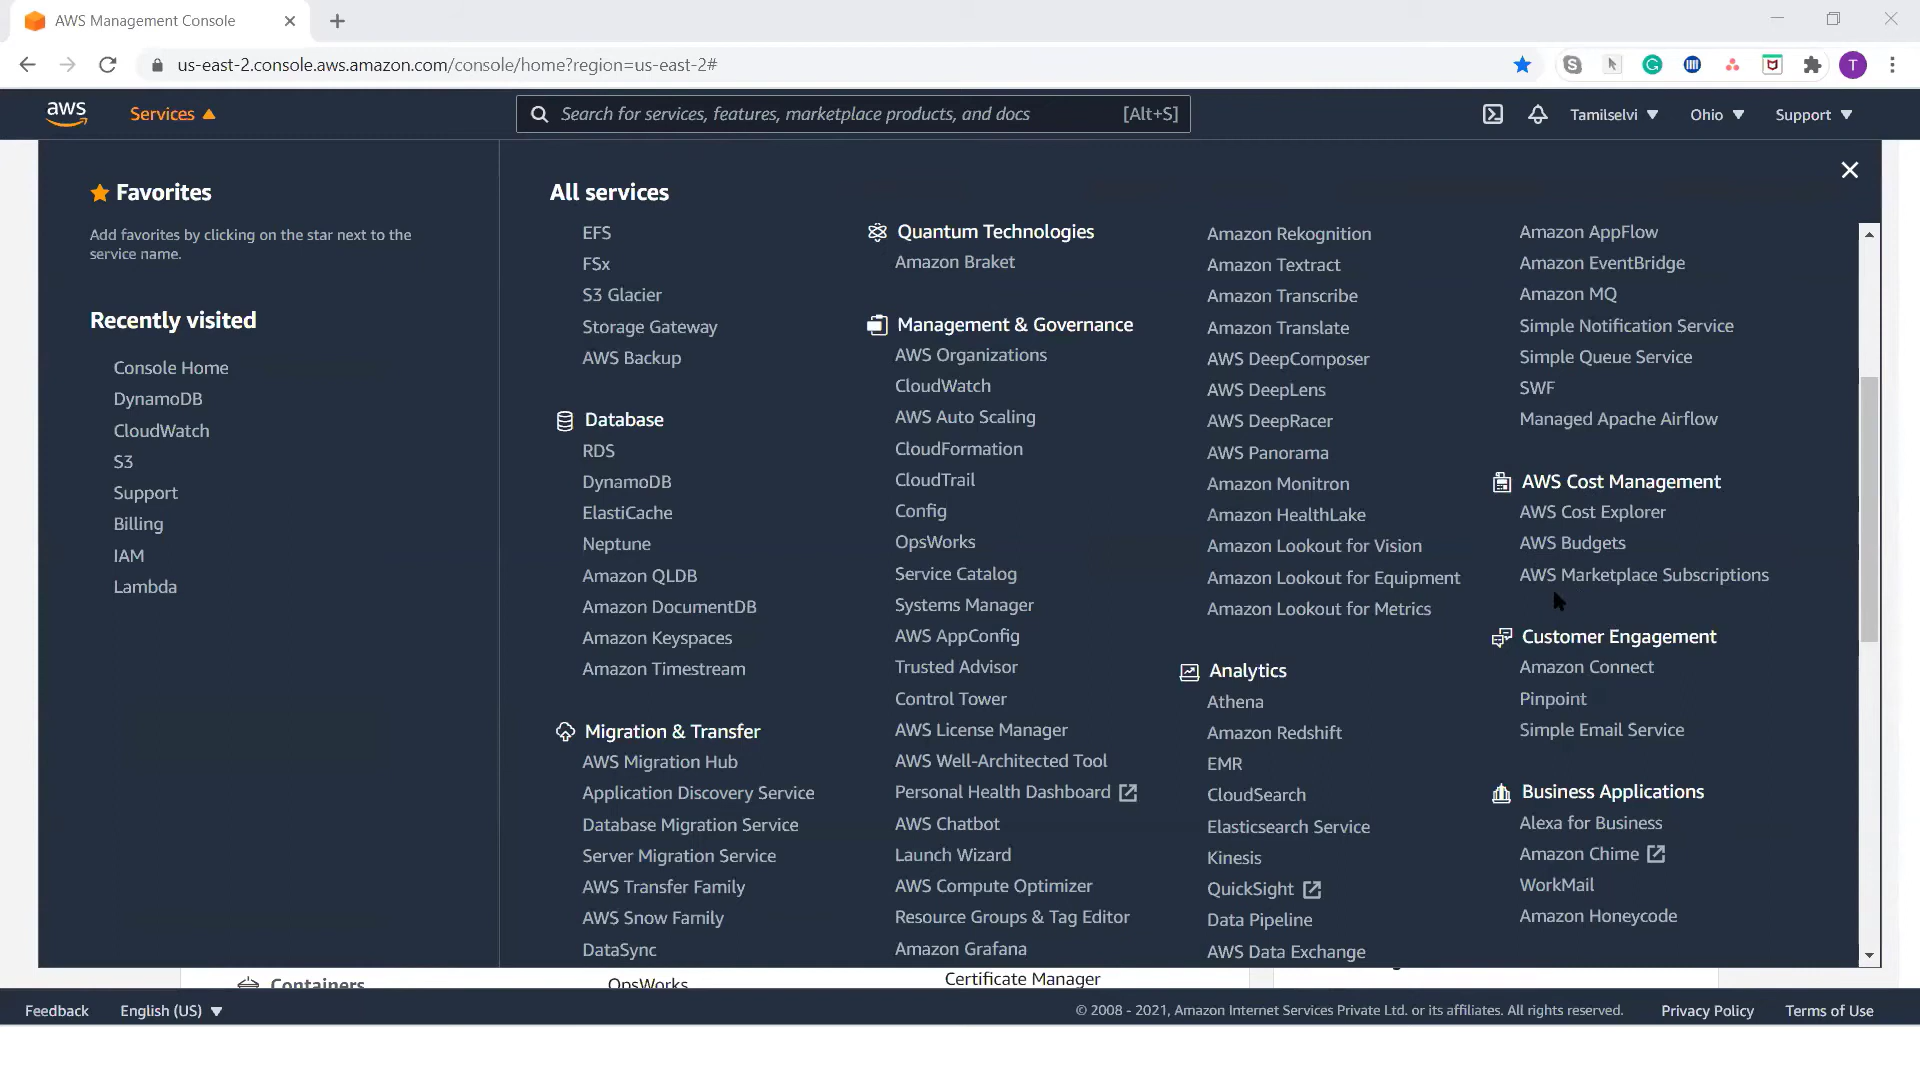 AWS Management Console
us-east-2.console.aws.amazon.com/console/home?region=us-east-2#
T
aws
Services
Search for services, features, marketplace products, and docs
[Alt+S]
Tamilselvi
Ohio
Support
Favorites
Add favorites by clicking on the star next to the
service name.
Recently visited
Console Home
DynamoDB
CloudWatch
S3
Support
Billing
IAM
Lambda
All services
EFS
FSx
S3 Glacier
Storage Gateway
AWS Backup
Database
RDS
DynamoDB
ElastiCache
Neptune
Amazon QLDB
Amazon DocumentDB
Amazon Keyspaces
Amazon Timestream
Migration & Transfer
AWS Migration Hub
Application Discovery Service
Database Migration Service
Server Migration Service
AWS Transfer Family
AWS Snow Family
DataSync
Quantum Technologies
Amazon Braket
Management & Governance
AWS Organizations
CloudWatch
AWS Auto Scaling
CloudFormation
CloudTrail
Config
OpsWorks
Service Catalog
Systems Manager
AWS AppConfig
Trusted Advisor
Control Tower
AWS License Manager
AWS Well-Architected Tool
Personal Health Dashboard
AWS Chatbot
Launch Wizard
AWS Compute Optimizer
Resource Groups & Tag Editor
Amazon Grafana
Amazon Rekognition
Amazon Textract
Amazon Transcribe
Amazon Translate
AWS DeepComposer
AWS DeepLens
AWS DeepRacer
AWS Panorama
Amazon Monitron
Amazon HealthLake
Amazon Lookout for Vision
Amazon Lookout for Equipment
Amazon Lookout for Metrics
Analytics
Athena
Amazon Redshift
EMR
CloudSearch
Elasticsearch Service
Kinesis
QuickSight
Data Pipeline
AWS Data Exchange
Amazon AppFlow
Amazon EventBridge
Amazon MQ
Simple Notification Service
Simple Queue Service
SWF
Managed Apache Airflow
AWS Cost Management
AWS Cost Explorer
AWS Budgets
AWS Marketplace Subscriptions
Customer Engagement
Amazon Connect
Pinpoint
Simple Email Service
Business Applications
Alexa for Business
Amazon Chime
WorkMail
Amazon Honeycode
Containers
OpsWorks
Certificate Manager
Feedback
English (US)
© 2008 - 2021, Amazon Internet Services Private Ltd. or its affiliates. All rights reserved.
Privacy Policy
Terms of Use